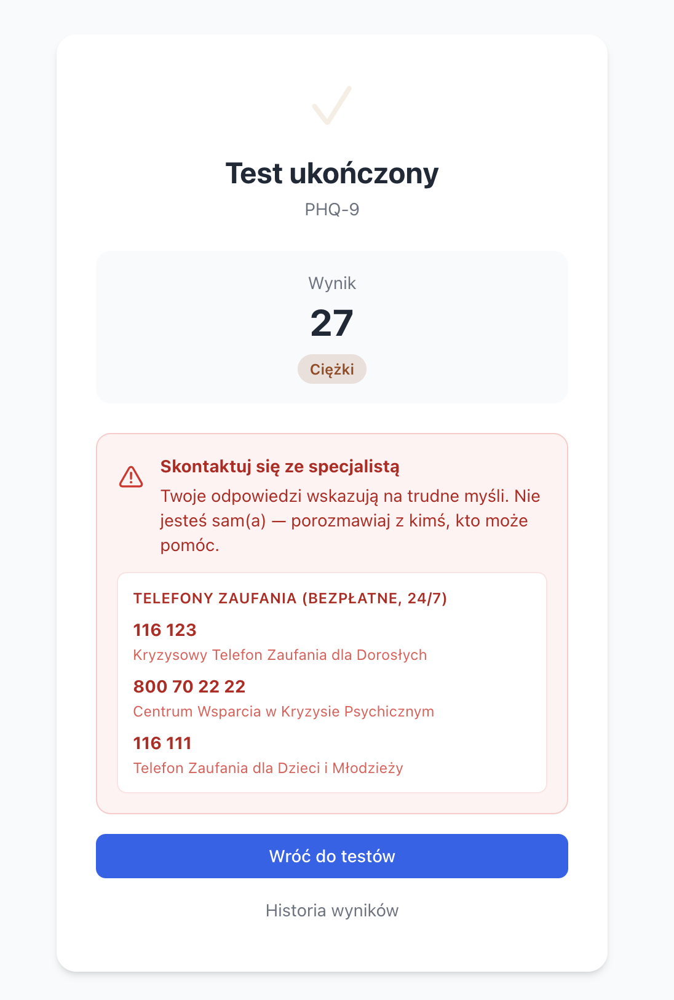 Test ukończony
PHQ-9
Wynik
27
Ciężki
Skontaktuj się ze specjalistą
Twoje odpowiedzi wskazują na trudne myśli. Nie
jesteś sam(a) — porozmawiaj z kimś, kto może
pomóc.
TELEFONY ZAUFANIA (BEZPŁATNE, 24/7)
116 123
Kryzysowy Telefon Zaufania dla Dorosłych
800 70 22 22
Centrum Wsparcia w Kryzysie Psychicznym
116 111
Telefon Zaufania dla Dzieci i Młodzieży
Wróć do testów
Historia wyników